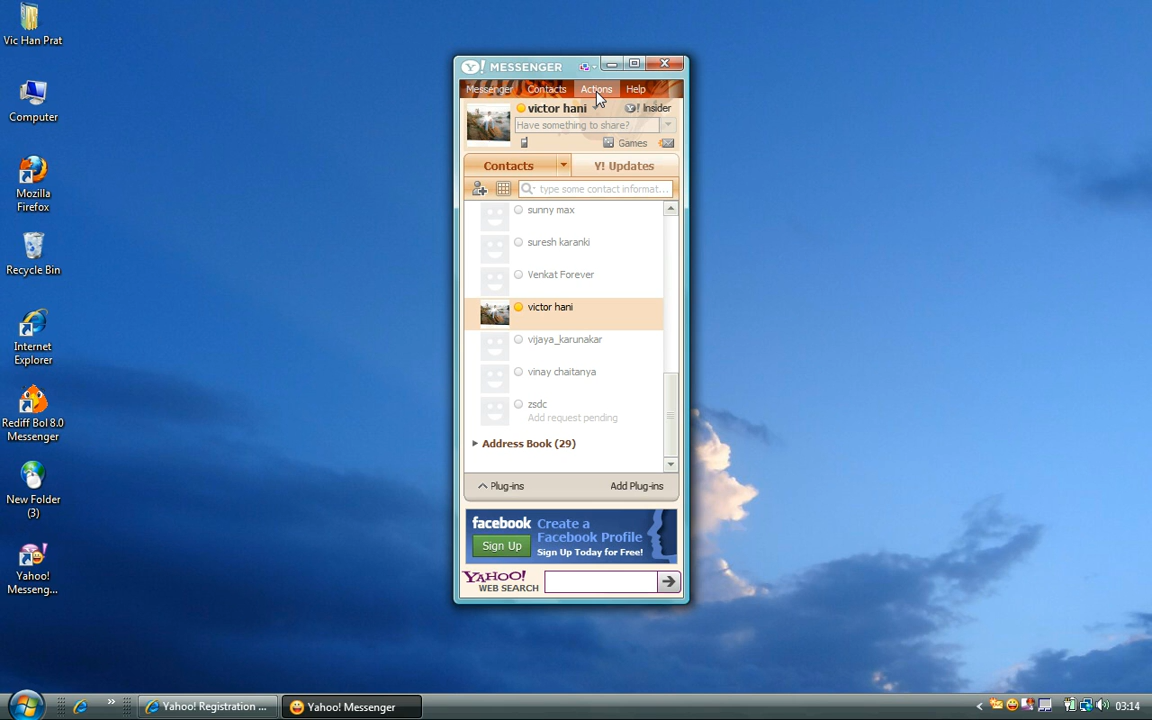 Vic Han Prat
Computer
Mozilla
Firefox
Recycle Bin
Internet
Explorer
Rediff Bol 8.0
Messenger
New Folder
(3)
Yahoo!
Messeng...
Y! MESSENGER
Messenger Contacts Actions Help
victor hani Y! Insider
Have something to share?
Games
Contacts Y! Updates
type some contact informat...
sunny max
suresh karanki
Venkat Forever
victor hani
vijaya_karunakar
vinay chaitanya
zsdc
Add request pending
Address Book (29)
Plug-ins Add Plug-ins
facebook Create a
Facebook Profile
Sign Up Sign Up Today for Free!
YAHOO!
WEB SEARCH
Yahoo! Registration ... Yahoo! Messenger 03:14